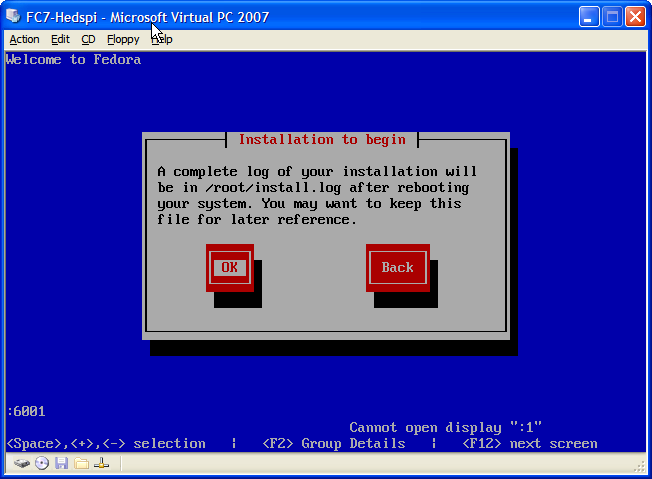 FC7-Hedspi - Microsoft Virtual PC 2007
Action Edit CD Floppy Help
Welcome to Fedora
Installation to begin
A complete log of your installation will
be in /root/install.log after rebooting
your system. You may want to keep this
file for later reference.
OK Back
:6001
Cannot open display ":1"
<Space>,<+>,<-> selection | <F2> Group Details | <F12> next screen